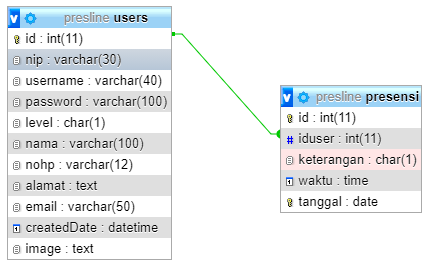 v presline users
id : int(11)
nip : varchar(30)
username : varchar(40)
password : varchar(100)
level : char(1)
nama : varchar(100)
nohp : varchar(12)
alamat : text
email : varchar(50)
createdDate : datetime
image : text
v presline presensi
id : int(11)
# iduser : int(11)
keterangan : char(1)
waktu : time
tanggal : date